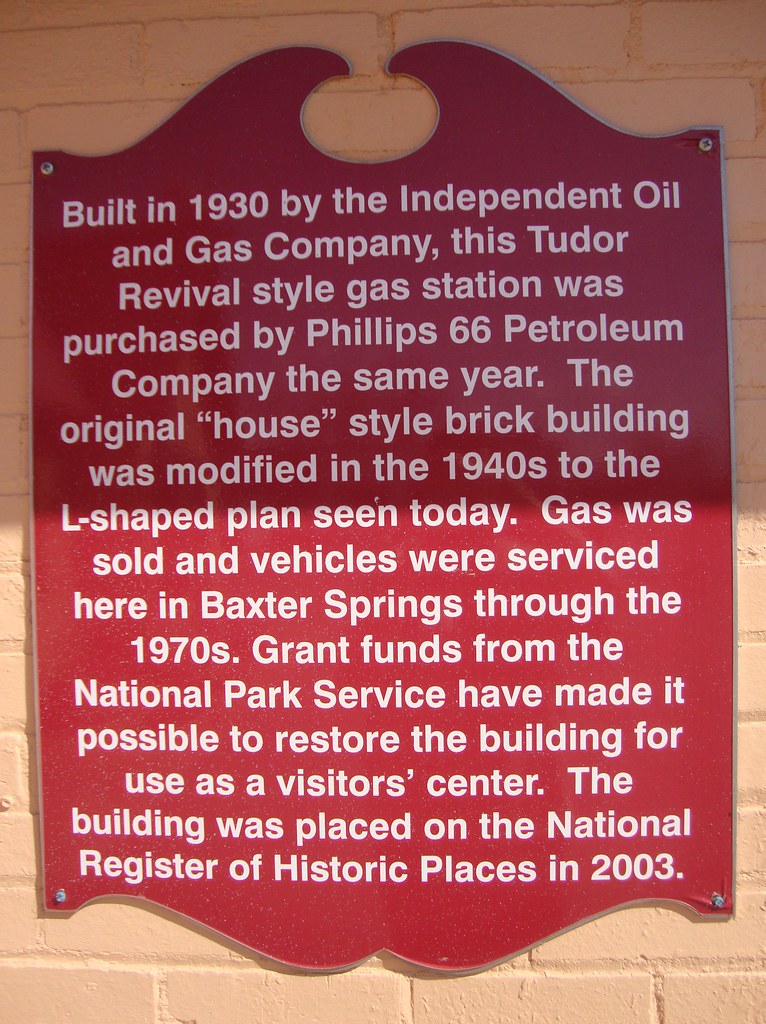 Built in 1930 by the Independent Oil
and Gas Company, this Tudor
Revival style gas station was
purchased by Phillips 66 Petroleum
Company the same year.  The
original “house” style brick building
was modified in the 1940s to the
L-shaped plan seen today.  Gas was
sold and vehicles were serviced
here in Baxter Springs through the
1970s. Grant funds from the
National Park Service have made it
possible to restore the building for
use as a visitors’ center.  The
building was placed on the National
Register of Historic Places in 2003.